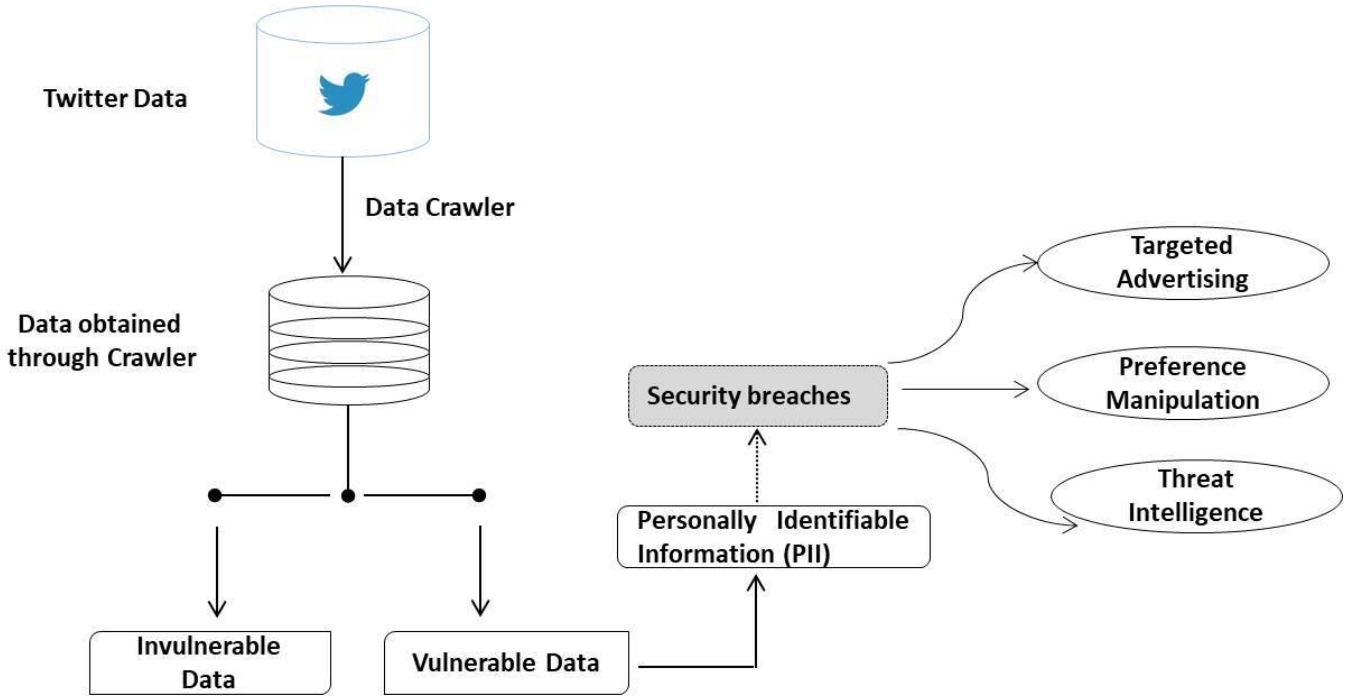 Twitter Data
Data Crawler
Data obtained
through Crawler
Targeted
Advertising
Preference
Manipulation
Security breaches
Threat
Intelligence
Personally Identifiable
Information (PII)
Invulnerable
Data
Vulnerable Data